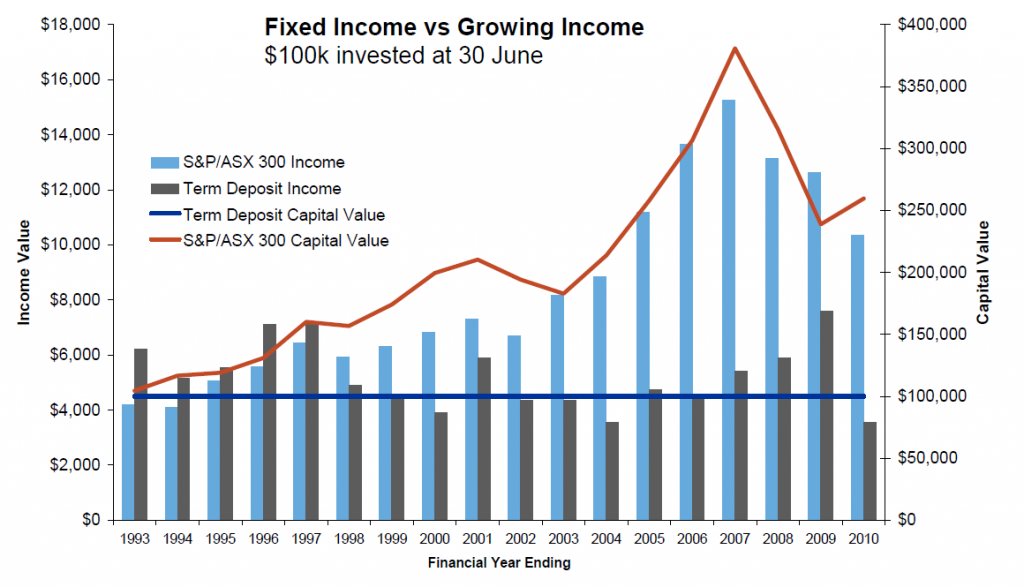 Fixed Income vs Growing Income
$100k invested at 30 June
$18,000
$16,000
$14,000
$12,000
$10,000
$8,000
$6,000
$4,000
$2,000
$0
Income Value
S&P/ASX 300 Income
Term Deposit Income
Term Deposit Capital Value
S&P/ASX 300 Capital Value
$400,000
$350,000
$300,000
$250,000
$200,000
$150,000
$100,000
$50,000
$0
Capital Value
1993 1994 1995 1996 1997 1998 1999 2000 2001 2002 2003 2004 2005 2006 2007 2008 2009 2010
Financial Year Ending